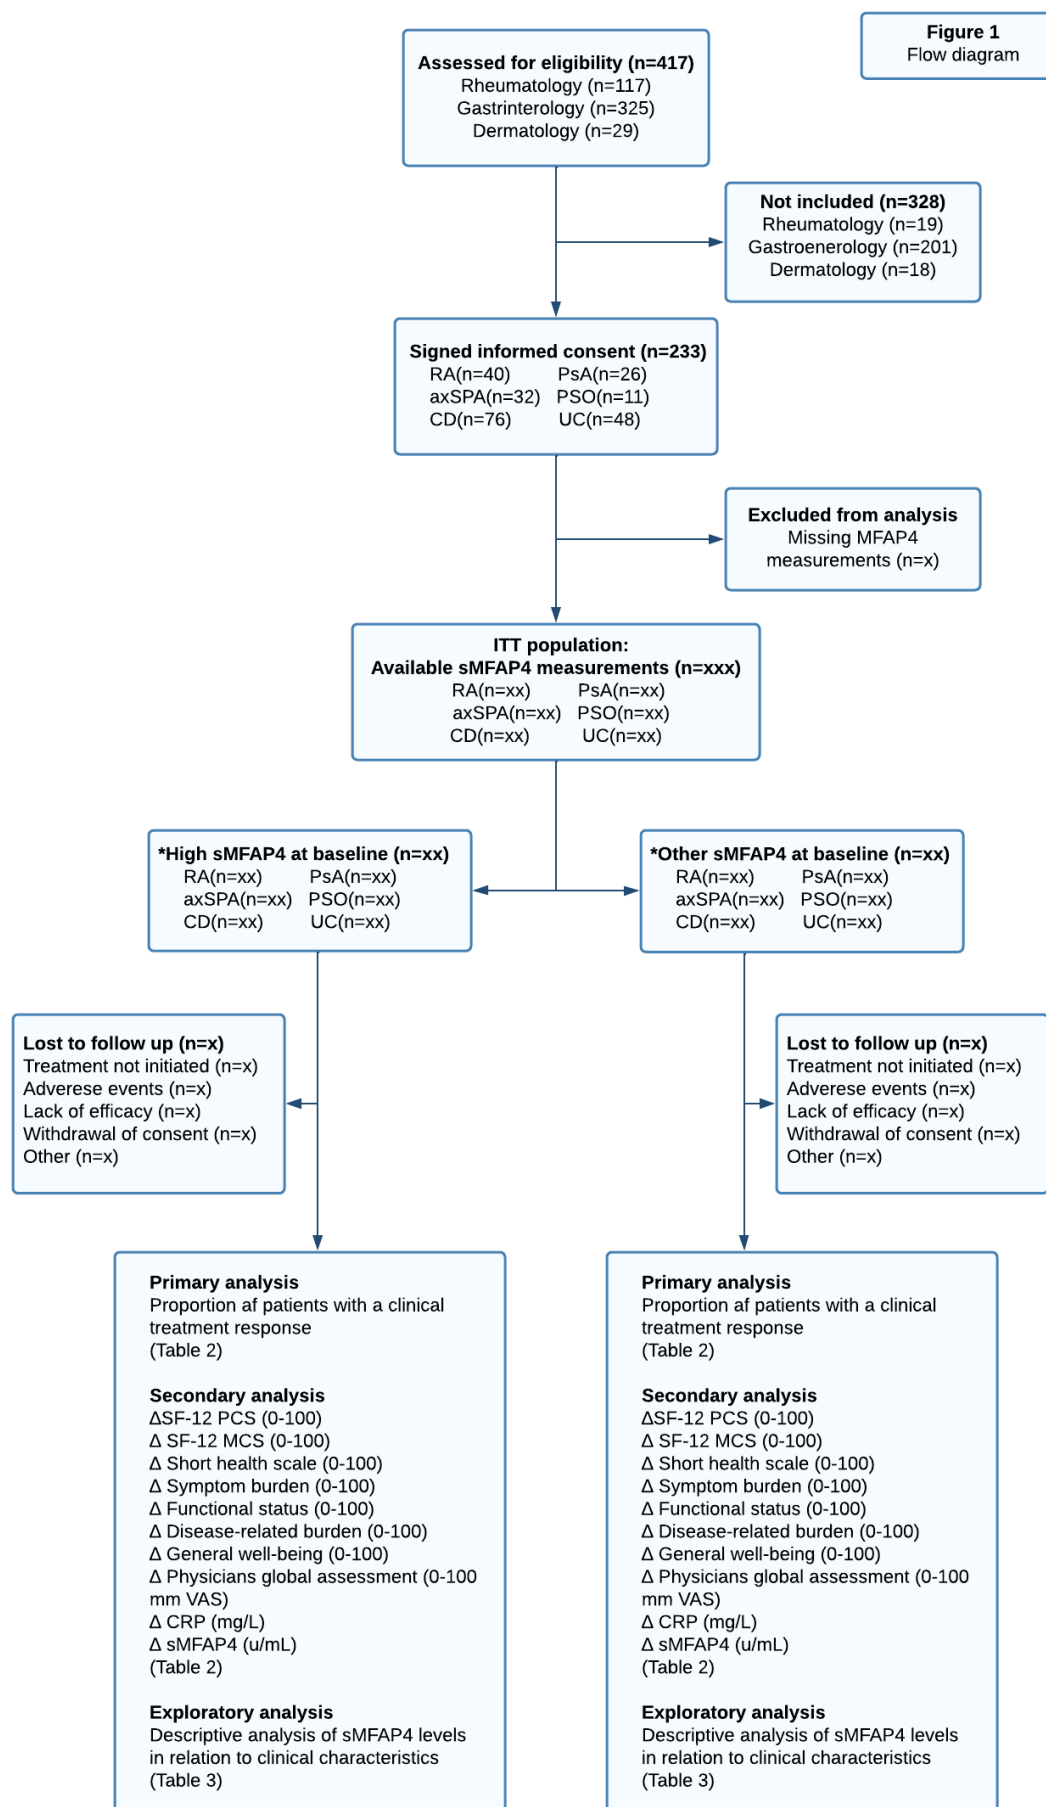 Figure 1
Flow diagram
Assessed for eligibility (n=417)
Rheumatology (n=117)
Gastrinterology (n=325)
Dermatology (n=29)
Not included (n=328)
Rheumatology (n=19)
Gastroenerology (n=201)
Dermatology (n=18)
Signed informed consent (n=233)
RA(n=40) PsA(n=26)
axSPA(n=32) PSO(n=11)
CD(n=76) UC(n=48)
Excluded from analysis
Missing MFAP4
measurements (n=x)
ITT population:
Available sMFAP4 measurements (n=xxx)
RA(n=xx) PsA(n=xx)
axSPA(n=xx) PSO(n=xx)
CD(n=xx) UC(n=xx)
*High sMFAP4 at baseline (n=xx)
RA(n=xx) PsA(n=xx)
axSPA(n=xx) PSO(n=xx)
CD(n=xx) UC(n=xx)
*Other sMFAP4 at baseline (n=xx)
RA(n=xx) PsA(n=xx)
axSPA(n=xx) PSO(n=xx)
CD(n=xx) UC(n=xx)
Lost to follow up (n=x)
Treatment not initiated (n=x)
Adverese events (n=x)
Lack of efficacy (n=x)
Withdrawal of consent (n=x)
Other (n=x)
Lost to follow up (n=x)
Treatment not initiated (n=x)
Adverese events (n=x)
Lack of efficacy (n=x)
Withdrawal of consent (n=x)
Other (n=x)
Primary analysis
Proportion af patients with a clinical
treatment response
(Table 2)
Secondary analysis
ΔSF-12 PCS (0-100)
Δ SF-12 MCS (0-100)
Δ Short health scale (0-100)
Δ Symptom burden (0-100)
Δ Functional status (0-100)
Δ Disease-related burden (0-100)
Δ General well-being (0-100)
Δ Physicians global assessment (0-100
mm VAS)
Δ CRP (mg/L)
Δ sMFAP4 (u/mL)
(Table 2)
Exploratory analysis
Descriptive analysis of sMFAP4 levels
in relation to clinical characteristics
(Table 3)
Primary analysis
Proportion af patients with a clinical
treatment response
(Table 2)
Secondary analysis
ΔSF-12 PCS (0-100)
Δ SF-12 MCS (0-100)
Δ Short health scale (0-100)
Δ Symptom burden (0-100)
Δ Functional status (0-100)
Δ Disease-related burden (0-100)
Δ General well-being (0-100)
Δ Physicians global assessment (0-100
mm VAS)
Δ CRP (mg/L)
Δ sMFAP4 (u/mL)
(Table 2)
Exploratory analysis
Descriptive analysis of sMFAP4 levels
in relation to clinical characteristics
(Table 3)